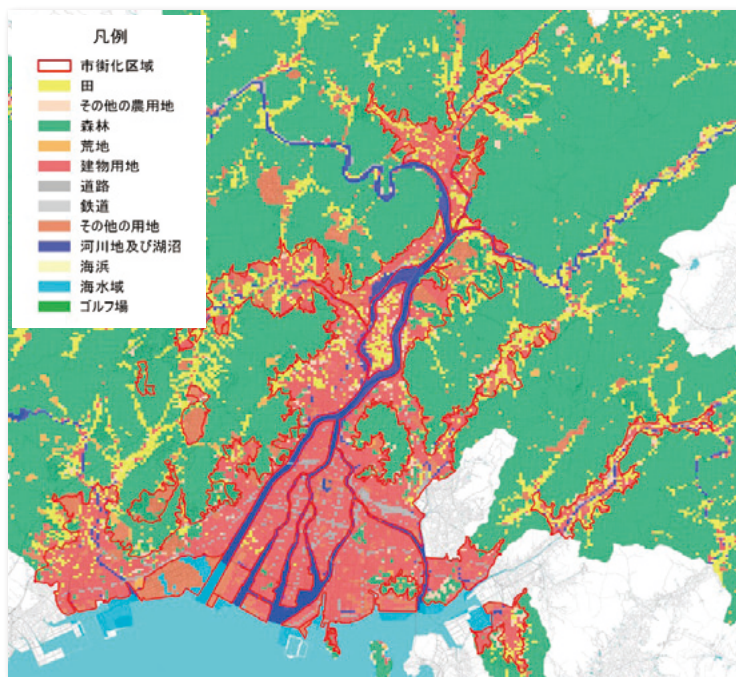 凡例
市街化区域
田
その他の農用地
森林
荒地
建物用地
道路
鉄道
その他の用地
河川地及び湖沼
海浜
海水域
ゴルフ場